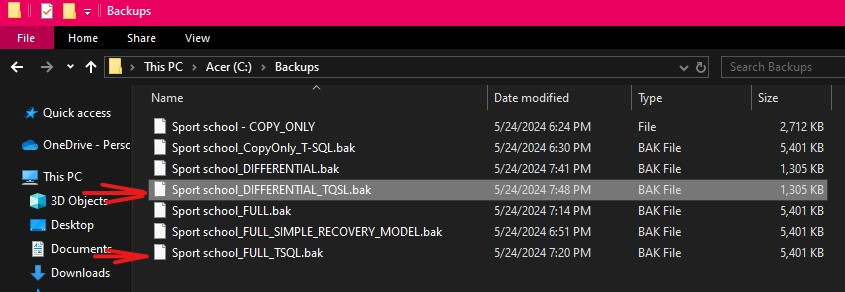 Backups
File Home Share View
This PC Acer (C:) Backups Search Backups
Name Date modified Type Size
Quick access
OneDrive - Perso
This PC
3D Objects
Desktop
Documents
Downloads
Sport school - COPY_ONLY 5/24/2024 6:24 PM File 2,712 KB
Sport school_CopyOnly_T-SQL.bak 5/24/2024 6:30 PM BAK File 5,401 KB
Sport school_DIFFERENTIAL.bak 5/24/2024 7:41 PM BAK File 1,305 KB
Sport school_DIFFERENTIAL_TQSL.bak 5/24/2024 7:48 PM BAK File 1,305 KB
Sport school_FULL.bak 5/24/2024 7:14 PM BAK File 5,401 KB
Sport school_FULL_SIMPLE_RECOVERY_MODEL.bak 5/24/2024 6:51 PM BAK File 5,401 KB
Sport school_FULL_TSQL.bak 5/24/2024 7:20 PM BAK File 5,401 KB